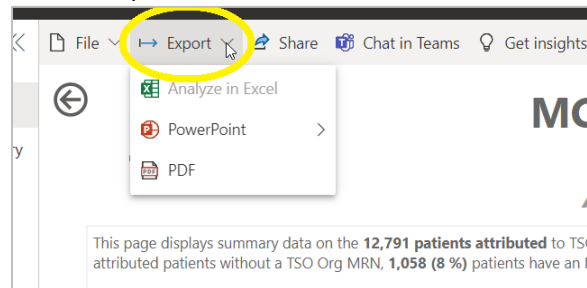 File Export Share Chat in Teams Get insights
Analyze in Excel
PowerPoint
PDF
ry
MO
This page displays summary data on the 12,791 patients attributed to TSO
attributed patients without a TSO Org MRN, 1,058 (8 %) patients have an